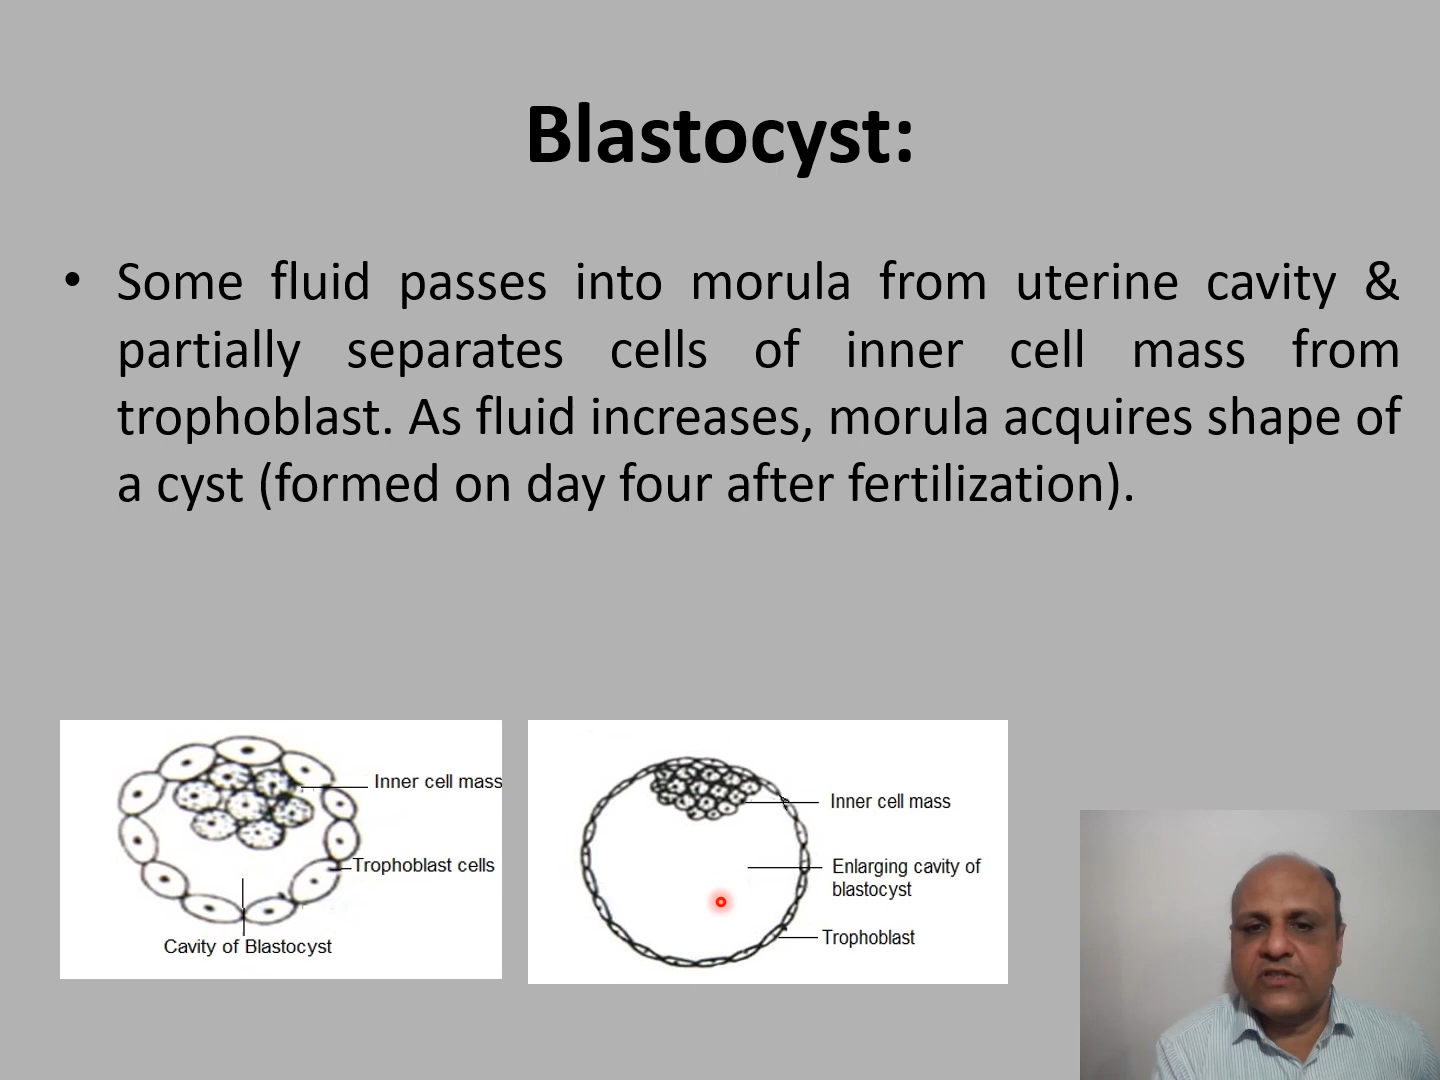 Blastocyst:
• Some fluid passes into morula from uterine cavity &
partially separates cells of inner cell mass from
trophoblast. As fluid increases, morula acquires shape of
a cyst (formed on day four after fertilization).
Inner cell mass
Trophoblast cells
Cavity of Blastocyst
Inner cell mass
Enlarging cavity of
blastocyst
Trophoblast